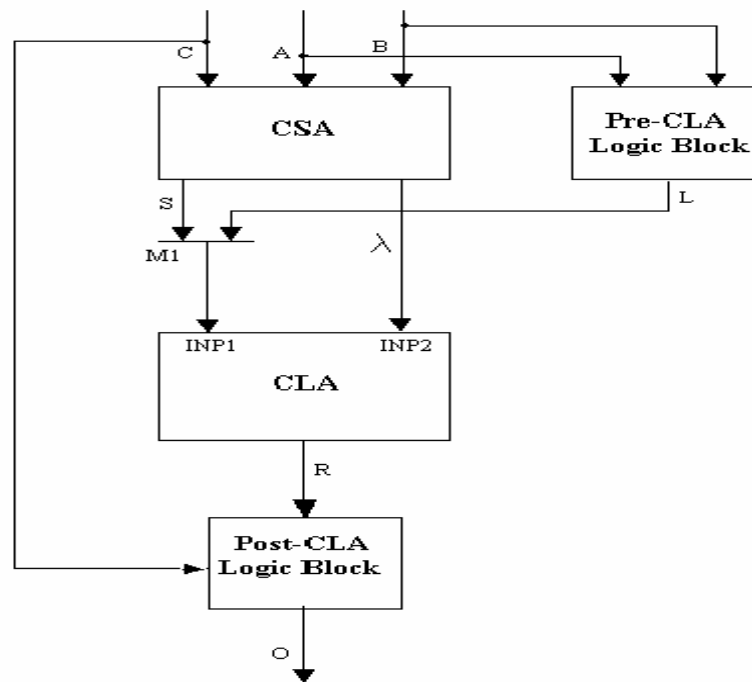 C
A
B
CSA
Pre-CLA
Logic Block
S
L
λ
M1
INP1
INP2
CLA
R
Post-CLA
Logic Block
O